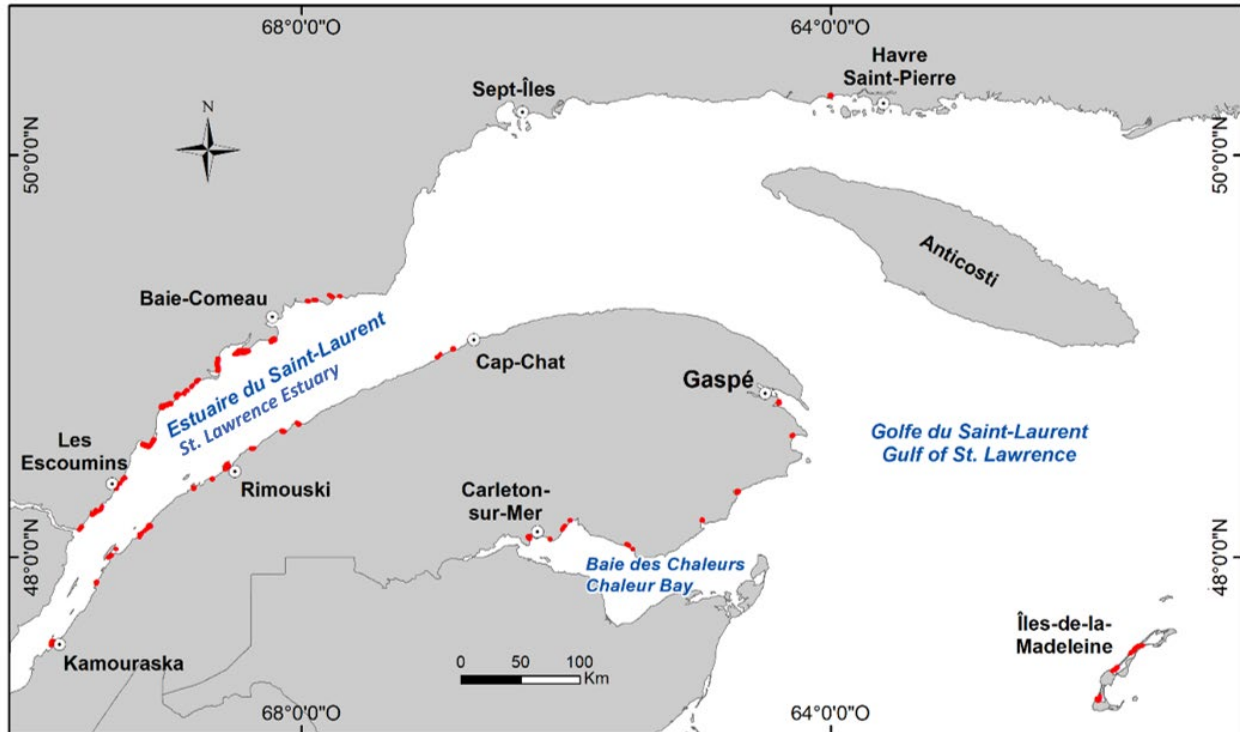 68°0'0"O
64°0'0"O
Havre
Saint-Pierre
Sept-Îles
N
50°0'0"N
50°0'0"N
Anticosti
Baie-Comeau
Estuaire du Saint-Laurent
St. Lawrence Estuary
Cap-Chat
Gaspé
Les
Escoumins
Golfe du Saint-Laurent
Gulf of St. Lawrence
Rimouski
Carleton-
sur-Mer
48°0'0"N
48°0'0"N
Baie des Chaleurs
Chaleur Bay
Îles-de-la-
Madeleine
Kamouraska
0 50 100
Km
68°0'0"O
64°0'0"O